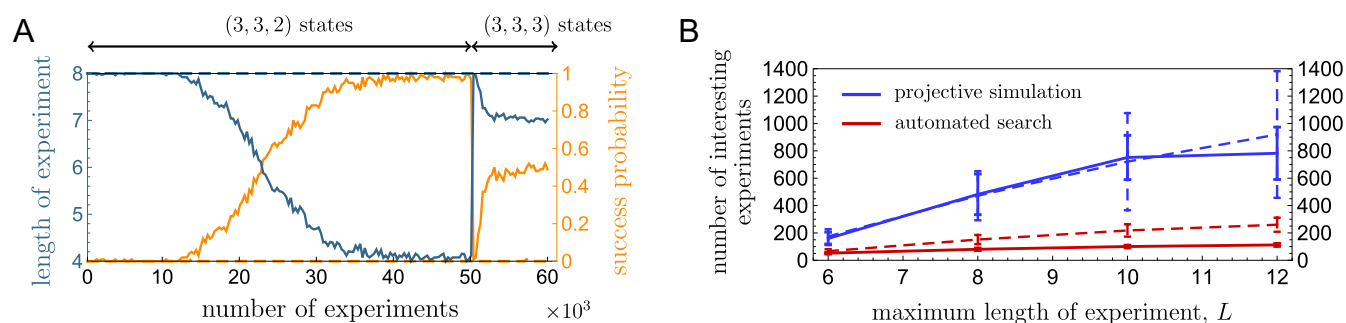 A
(3, 3, 2) states
(3, 3, 3) states
length of experiment
8
7
6
5
4
1
0.8
0.6
0.4
0.2
0
success probability
0 10 20 30 40 50 60
number of experiments ×10³
B
number of interesting
experiments
1400
1200
1000
800
600
400
200
0
projective simulation
automated search
1400
1200
1000
800
600
400
200
0
6 7 8 9 10 11 12
maximum length of experiment, L